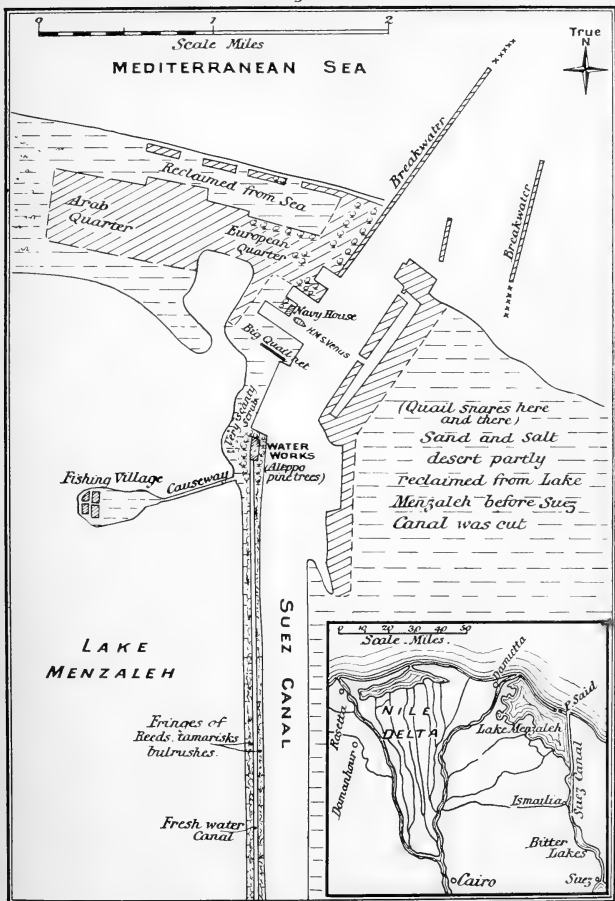 0 1 2
Scale Miles
MEDITERRANEAN SEA
True
N
Breakwater
Breakwater
Reclaimed from Sea
Arab
Quarter
European
Quarter
Navy House
H.M.S. Venus
Big Quail net
Very scanty
Scrub
WATER
WORKS
(Aleppo
pine trees)
Fishing Village
Causeway
(Quail snares here
and there)
Sand and Salt
desert partly
reclaimed from Lake
Menzaleh before Suez
Canal was cut
SUEZ CANAL
LAKE
MENZALEH
Fringes of
Reeds, tamarisks
bulrushes.
Fresh water
Canal
0 10 20 30 40 50
Scale Miles
Rosetta
Damanhour
NILE
DELTA
Damietta
P. Said
Lake Menzaleh
Suez Canal
Ismailia
Bitter
Lakes
Cairo
Suez